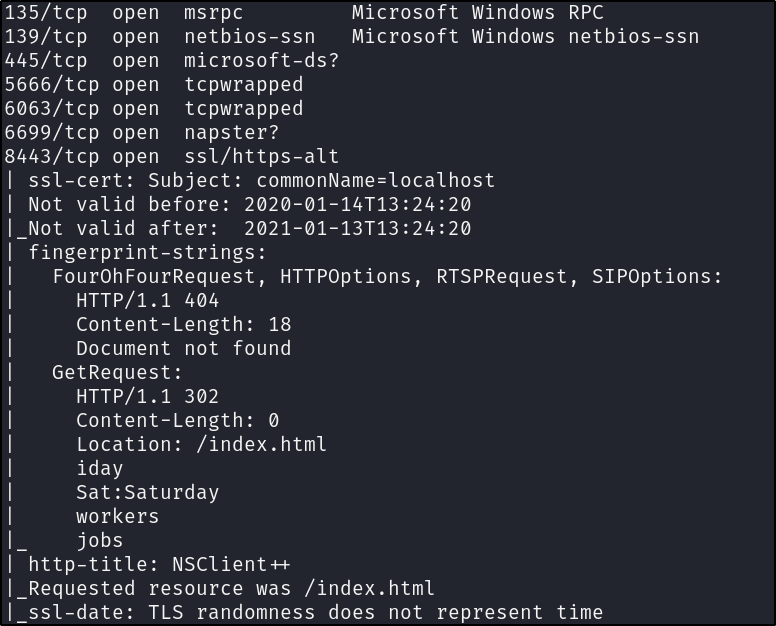 135/tcp  open  msrpc         Microsoft Windows RPC
139/tcp  open  netbios-ssn   Microsoft Windows netbios-ssn
445/tcp  open  microsoft-ds?
5666/tcp open  tcpwrapped
6063/tcp open  tcpwrapped
6699/tcp open  napster?
8443/tcp open  ssl/https-alt
| ssl-cert: Subject: commonName=localhost
| Not valid before: 2020-01-14T13:24:20
|_Not valid after:  2021-01-13T13:24:20
| fingerprint-strings:
|   FourOhFourRequest, HTTPOptions, RTSPRequest, SIPOptions:
|     HTTP/1.1 404
|     Content-Length: 18
|     Document not found
|   GetRequest:
|     HTTP/1.1 302
|     Content-Length: 0
|     Location: /index.html
|     iday
|     Sat:Saturday
|     workers
|_    jobs
| http-title: NSClient++
|_Requested resource was /index.html
|_ssl-date: TLS randomness does not represent time